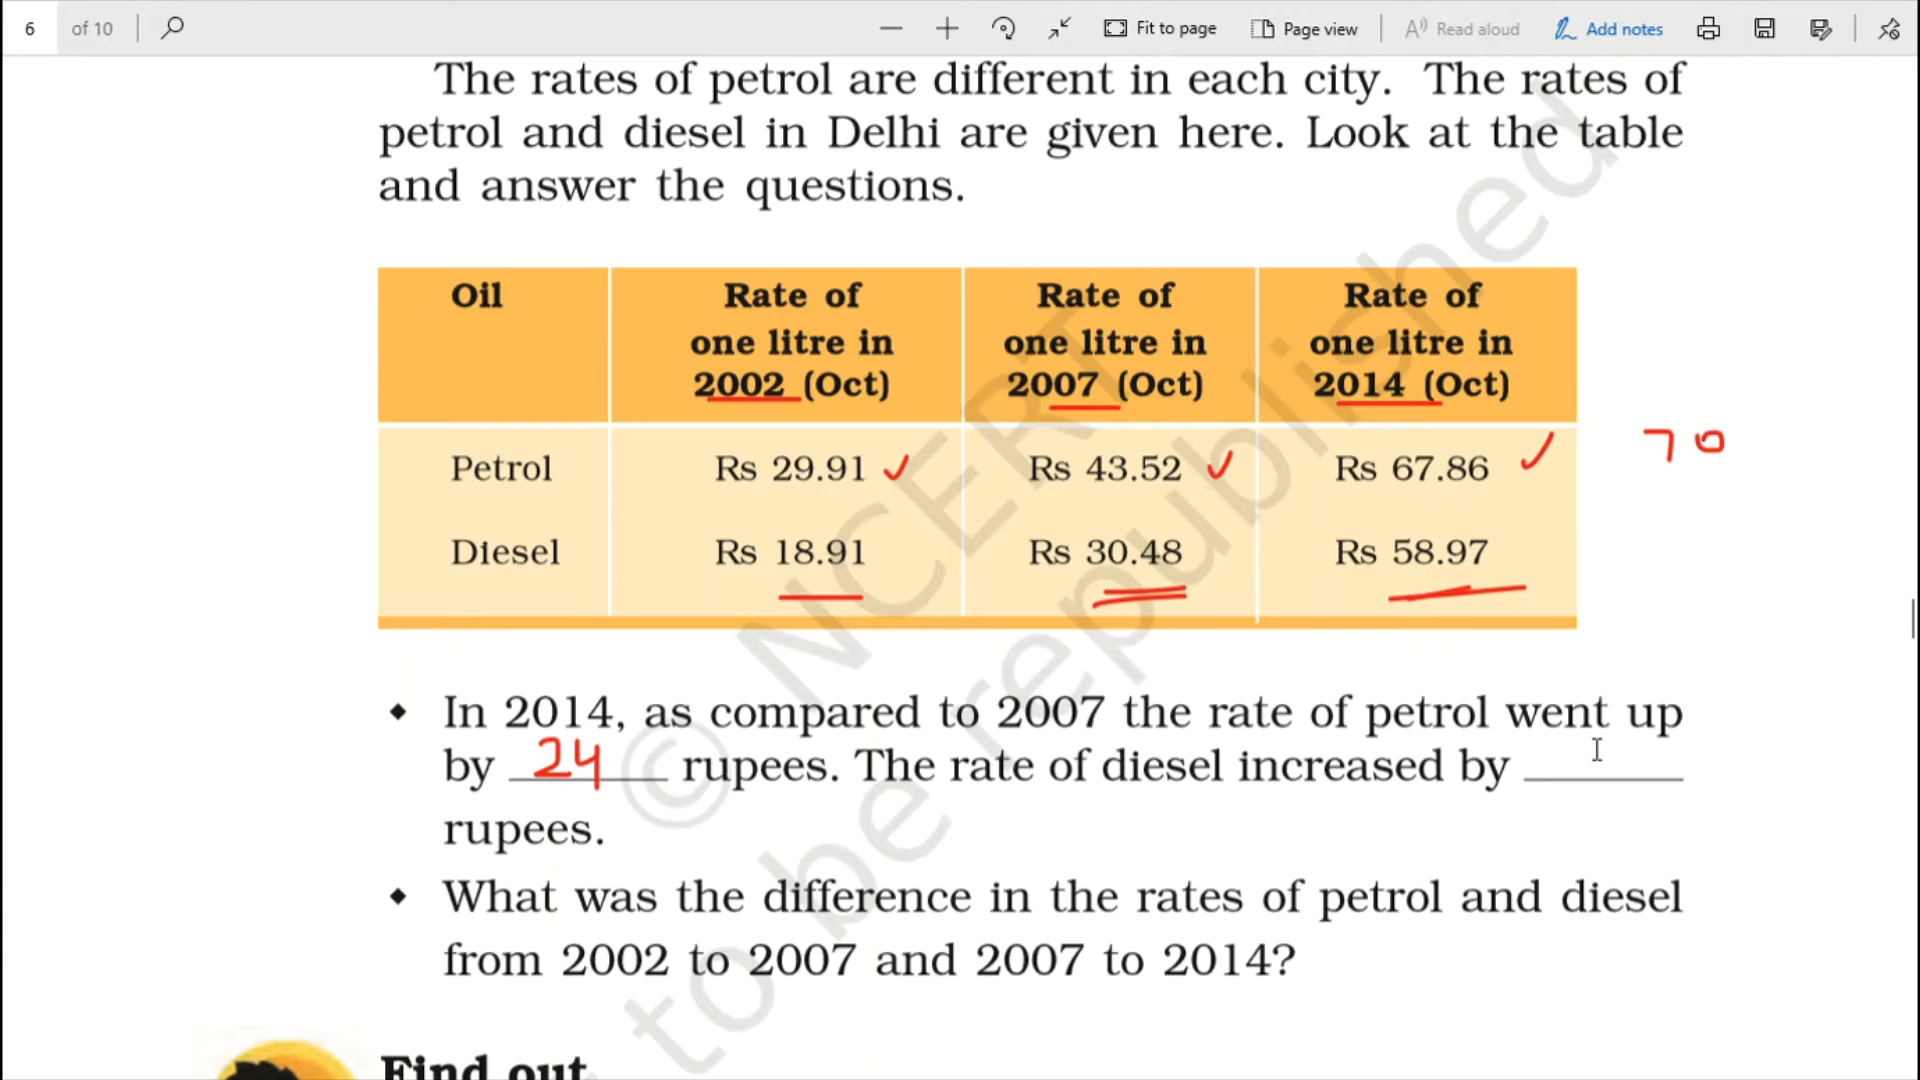 6 of 10 Fit to page Page view Read aloud Add notes
The rates of petrol are different in each city. The rates of
petrol and diesel in Delhi are given here. Look at the table
and answer the questions.
Oil
Rate of
one litre in
2002 (Oct)
Rate of
one litre in
2007 (Oct)
Rate of
one litre in
2014 (Oct)
Petrol Rs 29.91 Rs 43.52 Rs 67.86 70
Diesel Rs 18.91 Rs 30.48 Rs 58.97
In 2014, as compared to 2007 the rate of petrol went up
by 24 rupees. The rate of diesel increased by ______
rupees.
What was the difference in the rates of petrol and diesel
from 2002 to 2007 and 2007 to 2014?
Find out
© NCERT
to be republished